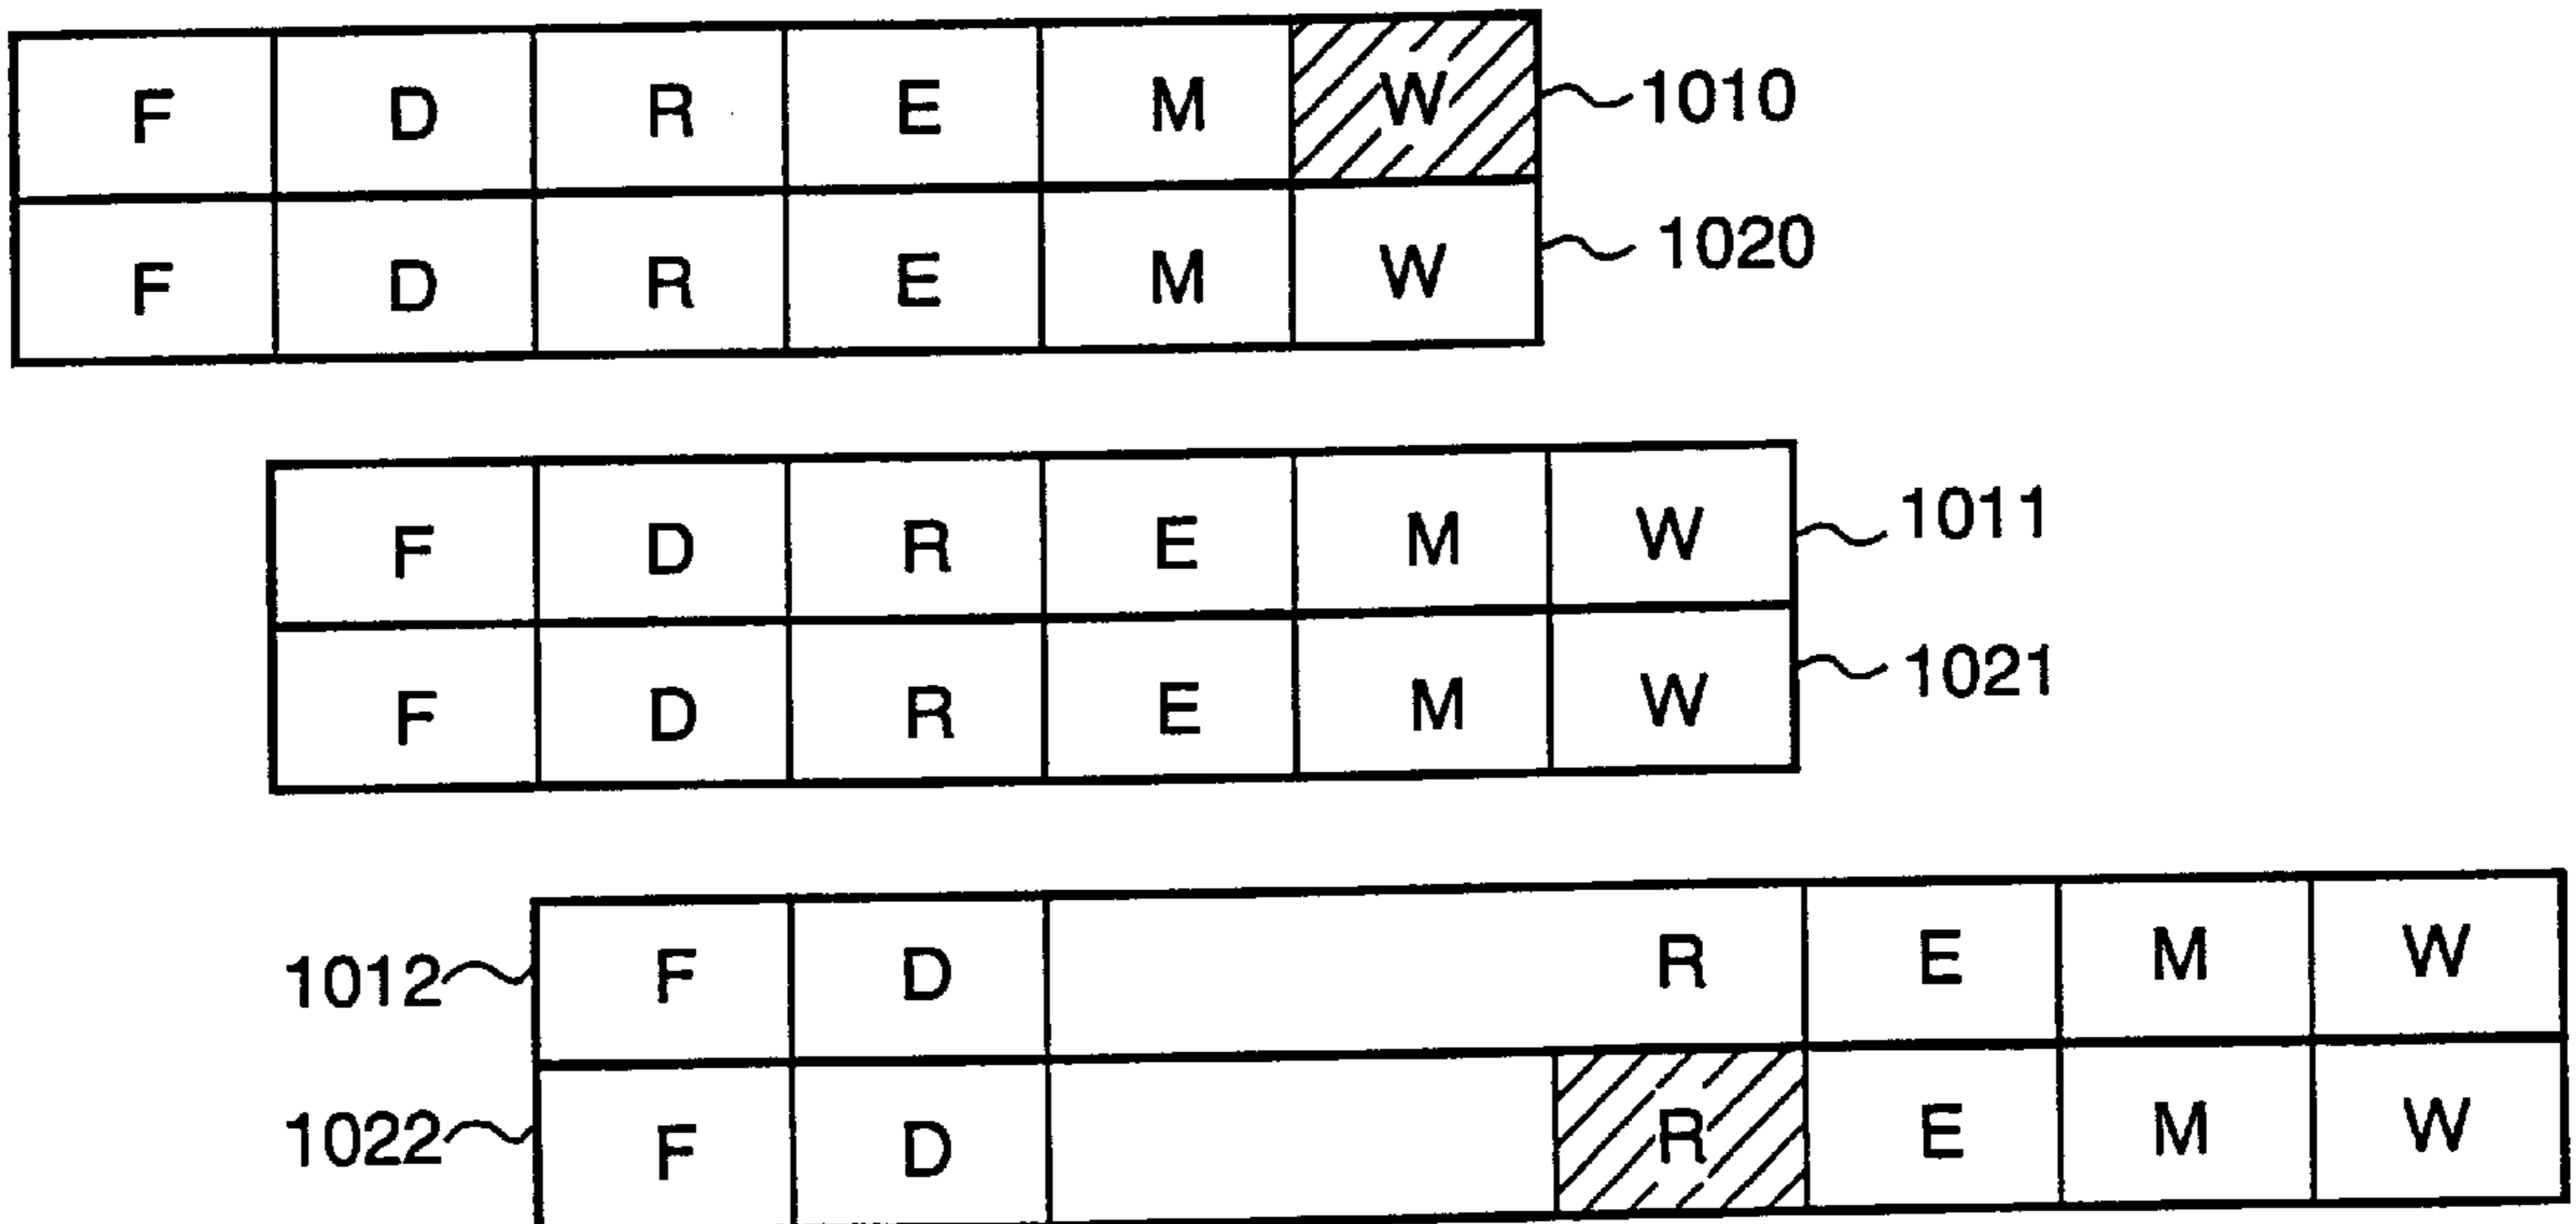 F D R E M W 1010
F D R E M W 1020
F D R E M W 1011
F D R E M W 1021
1012 F D R E M W
1022 F D R E M W